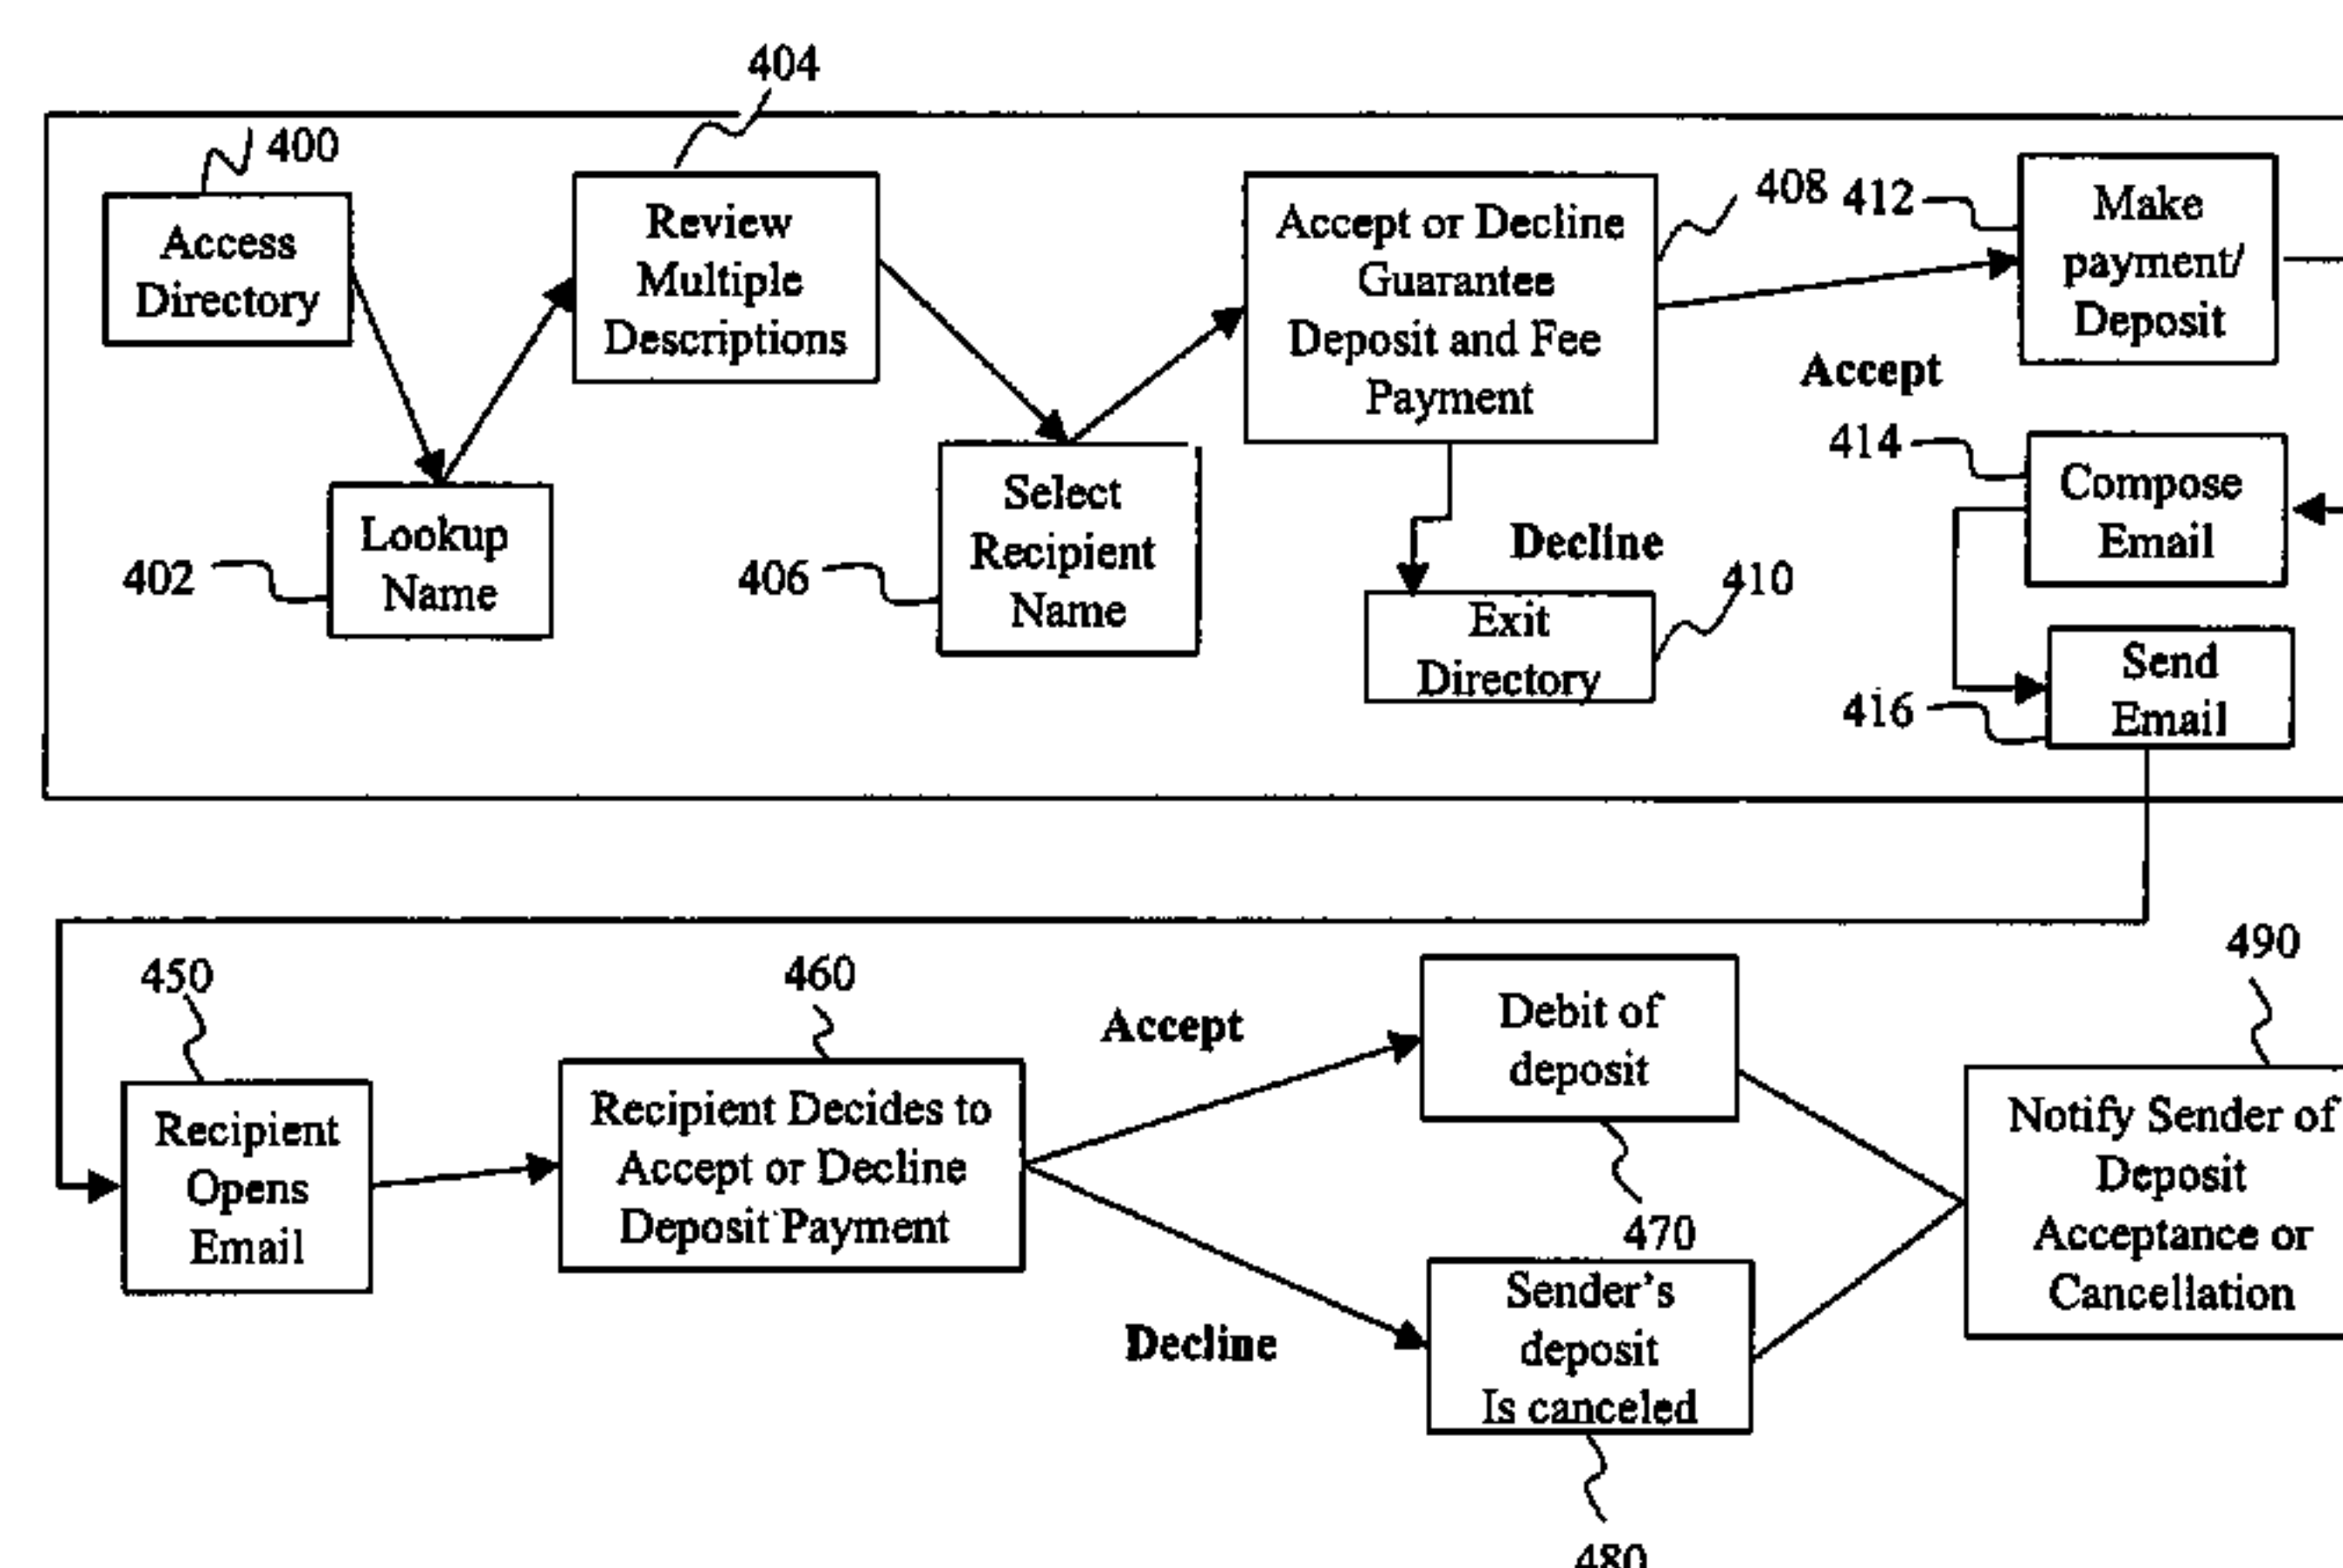 404
400
Access
Directory
Review
Multiple
Descriptions
Accept or Decline
Guarantee
Deposit and Fee
Payment
408
412
Make
payment/
Deposit
Accept
402
Lookup
Name
406
Select
Recipient
Name
Decline
410
Exit
Directory
414
Compose
Email
416
Send
Email
450
Recipient
Opens
Email
460
Recipient Decides to
Accept or Decline
Deposit Payment
Accept
Decline
Debit of
deposit
470
Sender's
deposit
Is canceled
480
490
Notify Sender of
Deposit
Acceptance or
Cancellation